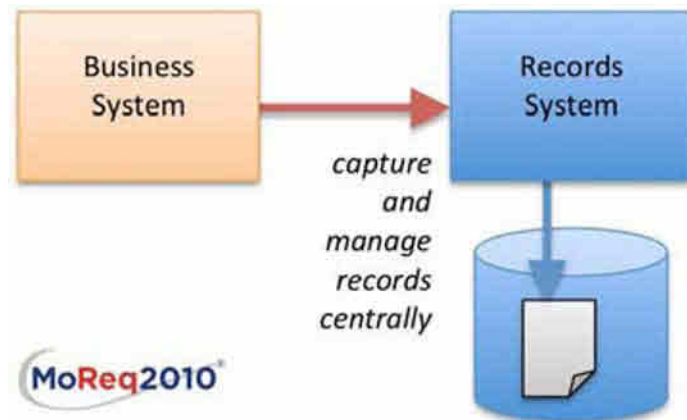 Business
System
Records
System
capture
and
manage
records
centrally
MoReq2010®